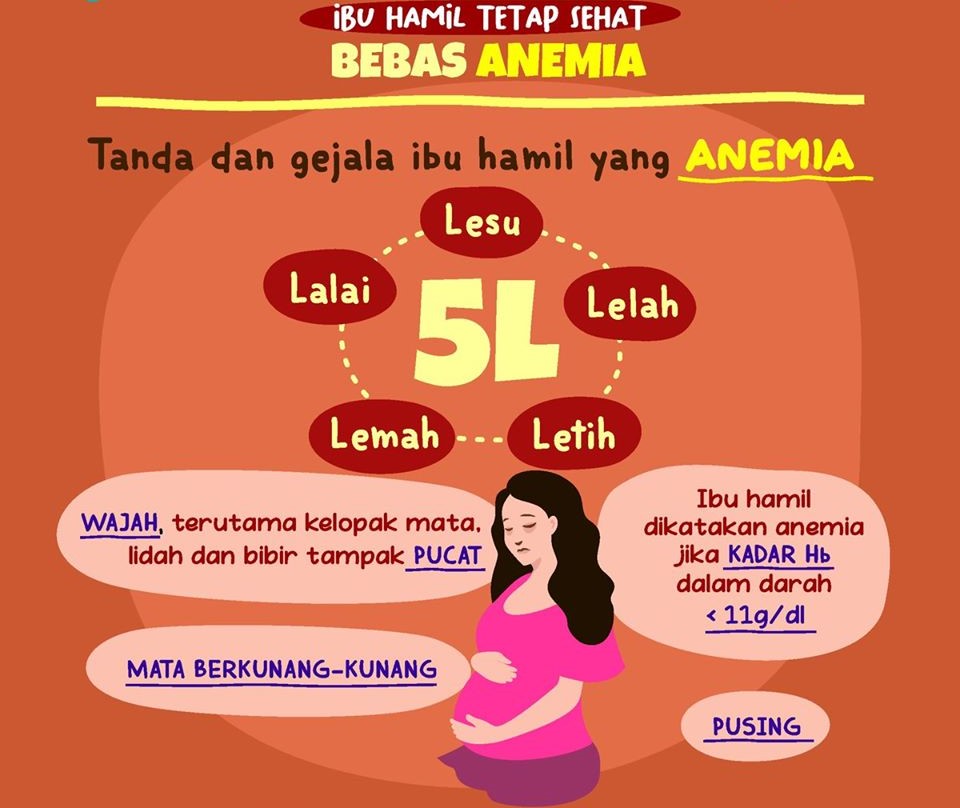 iBU HAMiL TETAP SEHAT
BEBAS ANEMIA
Tanda dan gejala ibu hamil yang ANEMIA
Lesu
Lalai
Lelah
5L
Lemah
Letih
WAJAH, terutama kelopak mata,
lidah dan bibir tampak PUCAT
Ibu hamil
dikatakan anemia
jika KADAR Hb
dalam darah
< 11g/dl
MATA BERKUNANG-KUNANG
PUSING